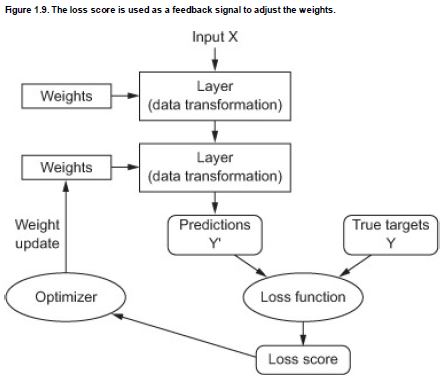 Figure 1.9. The loss score is used as a feedback signal to adjust the weights.
Input X
Weights
Layer
(data transformation)
Weights
Layer
(data transformation)
Weight
update
Predictions
Y'
True targets
Y
Optimizer
Loss function
Loss score